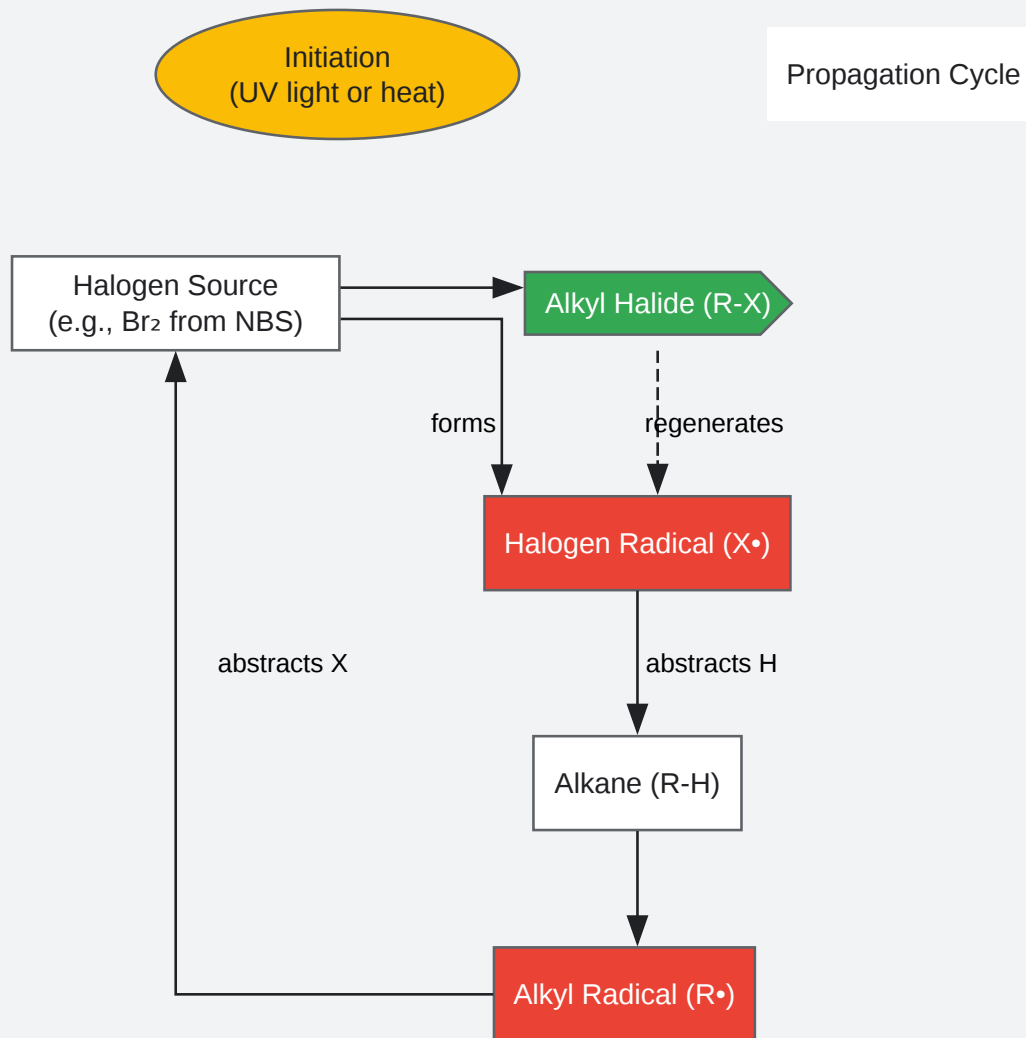 Initiation
(UV light or heat)
Propagation Cycle
Halogen Source
(e.g., Br₂ from NBS)
Alkyl Halide (R-X)
forms
regenerates
Halogen Radical (X•)
abstracts X
abstracts H
Alkane (R-H)
Alkyl Radical (R•)